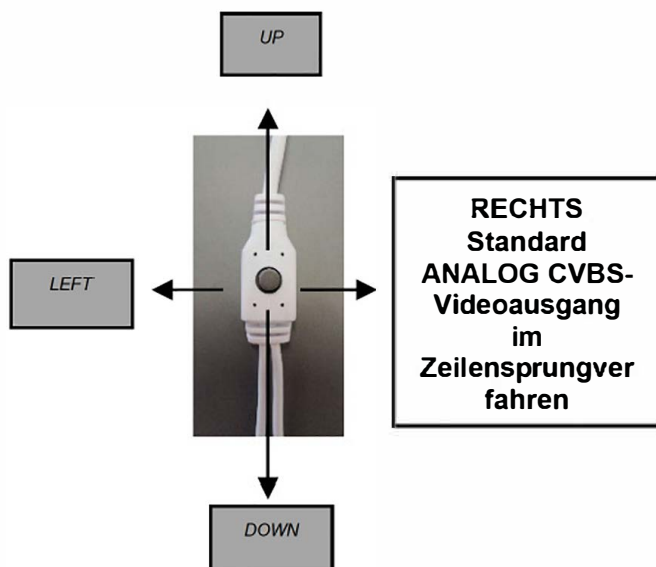 UP
LEFT
RECHTS
Standard
ANALOG CVBS-
Videoausgang
im
Zeilensprungver
fahren
DOWN